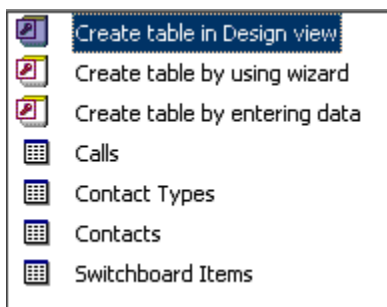 Create table in Design view
Create table by using wizard
Create table by entering data
Calls
Contact Types
Contacts
Switchboard Items